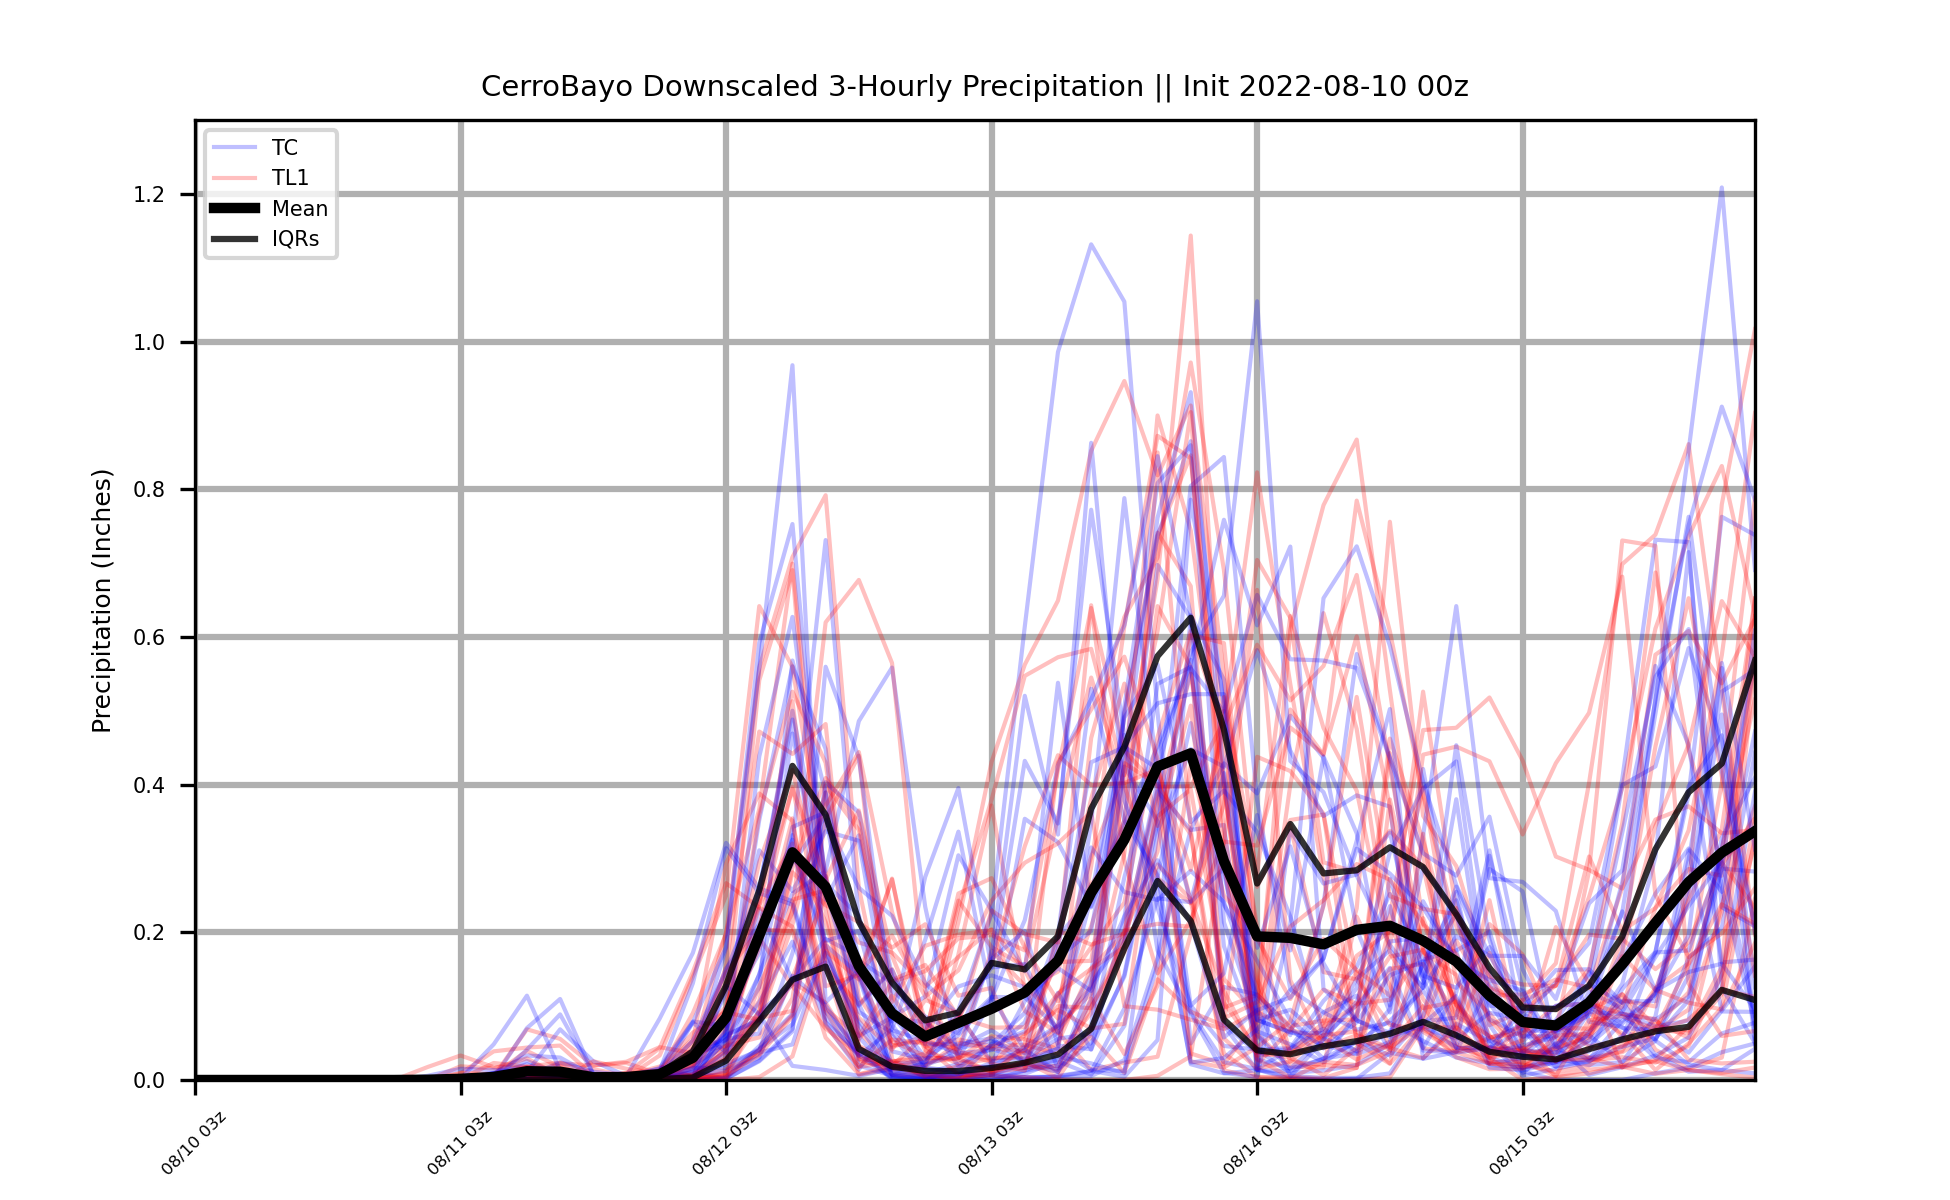 CerroBayo Downscaled 3-Hourly Precipitation || Init 2022-08-10 00z
TC
TL1
Mean
IQRs
Precipitation (Inches)
1.2
1.0
0.8
0.6
0.4
0.2
0.0
08/10 03z
08/11 03z
08/12 03z
08/13 03z
08/14 03z
08/15 03z